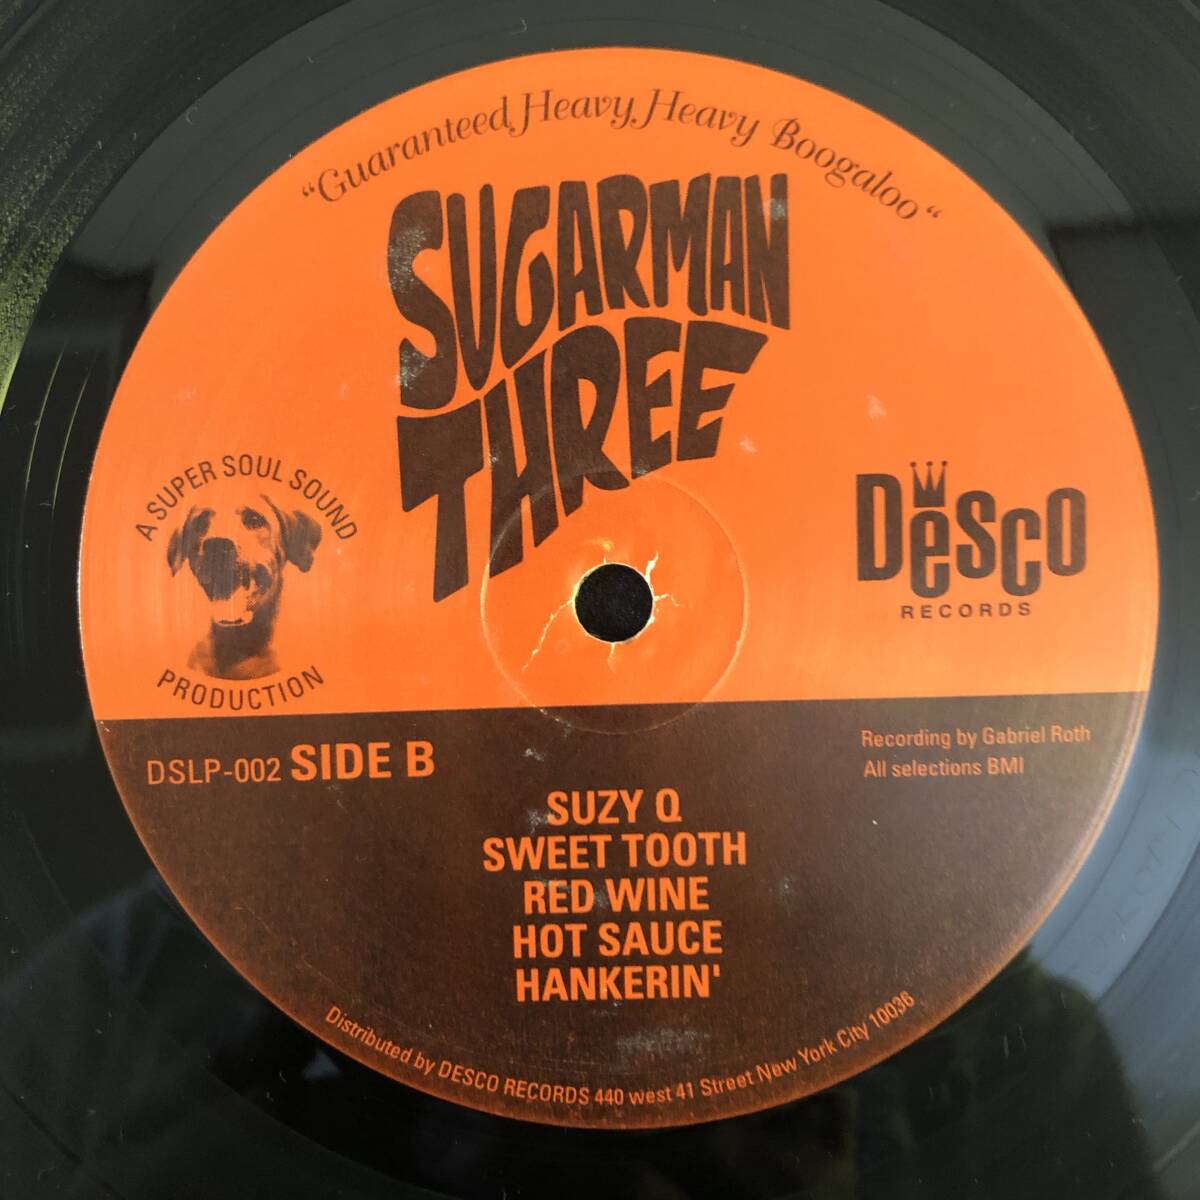 “Guaranteed Heavy, Heavy Boogaloo“
SUGARMAN
THREE
A SUPER SOUL SOUND
PRODUCTION
DESCO
RECORDS
DSLP-002 SIDE B
Recording by Gabriel Roth
All selections BMI
SUZY Q
SWEET TOOTH
RED WINE
HOT SAUCE
HANKERIN'
Distributed by DESCO RECORDS 440 west 41 Street New York City 10036